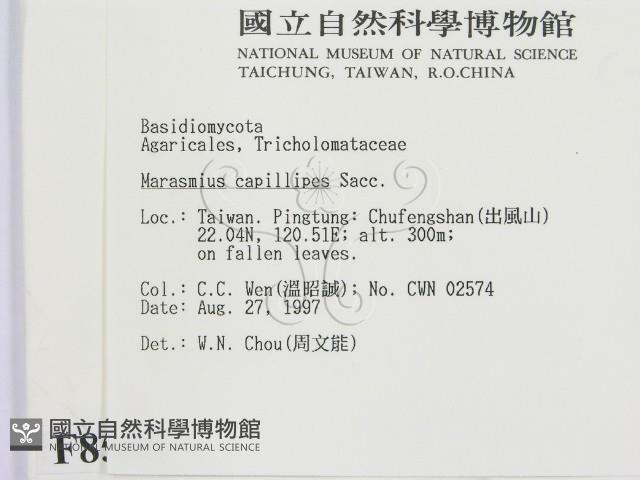 國立自然科學博物館
NATIONAL MUSEUM OF NATURAL SCIENCE
TAICHUNG, TAIWAN, R.O.CHINA
Basidiomycota
Agaricales, Tricholomataceae
Marasmius capillipes Sacc.
Loc.: Taiwan. Pingtung: Chufengshan(出風山)
22.04N, 120.51E; alt. 300m;
on fallen leaves.
Col.: C.C. Wen(溫昭誠); No. CWN 02574
Date: Aug. 27, 1997
Det.: W.N. Chou(周文能)
國立自然科學博物館
NATIONAL MUSEUM OF NATURAL SCIENCE